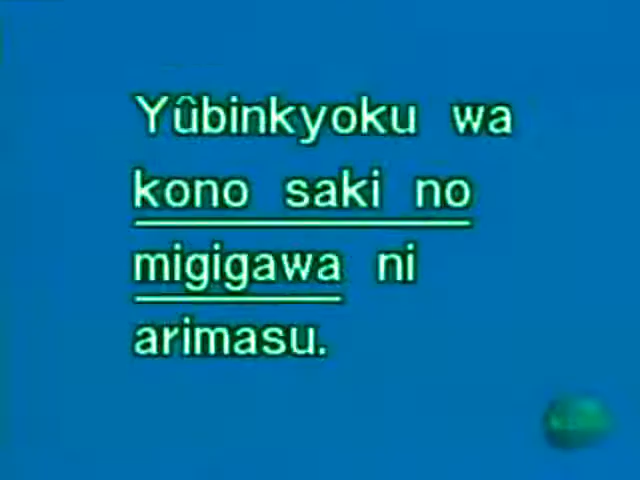 Yûbinkyoku wa
kono saki no
migigawa ni
arimasu.